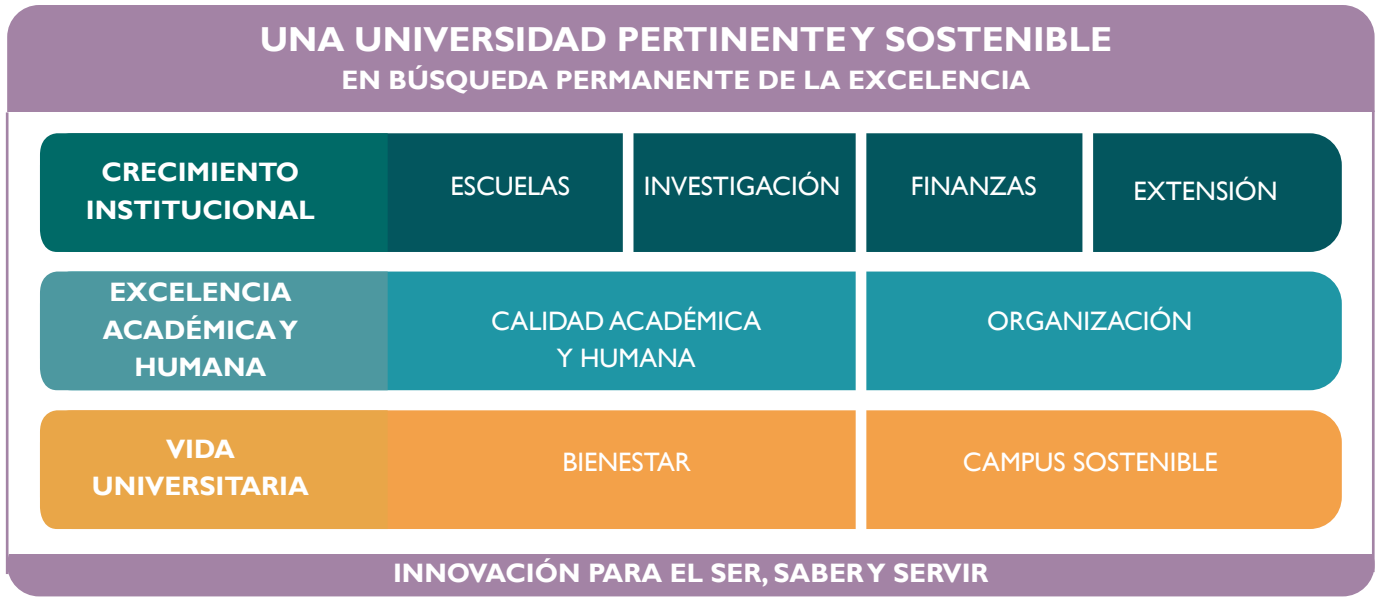 UNA UNIVERSIDAD PERTINENTE Y SOSTENIBLE
EN BÚSQUEDA PERMANENTE DE LA EXCELENCIA
CRECIMIENTO
INSTITUCIONAL
ESCUELAS
INVESTIGACIÓN
FINANZAS
EXTENSIÓN
EXCELENCIA
ACADÉMICA Y
HUMANA
CALIDAD ACADÉMICA
Y HUMANA
ORGANIZACIÓN
VIDA
UNIVERSITARIA
BIENESTAR
CAMPUS SOSTENIBLE
INNOVACIÓN PARA EL SER, SABER Y SERVIR